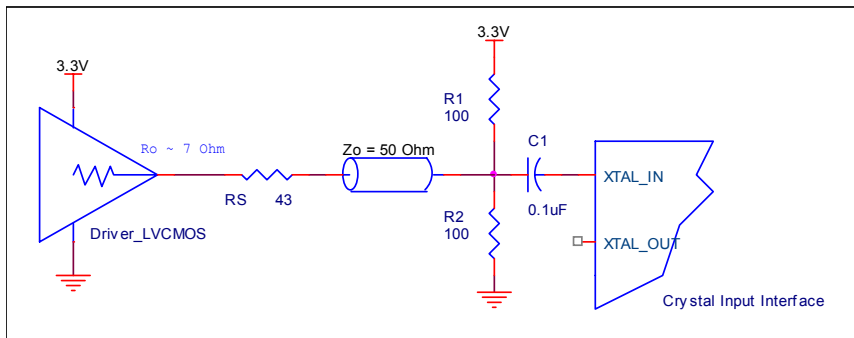 3.3V
3.3V
R1
100
C1
Ro ~ 7 Ohm
Zo = 50 Ohm
XTAL_IN
RS 43
R2
100
0.1uF
Driver_LVCMOS
XTAL_OUT
Crystal Input Interface